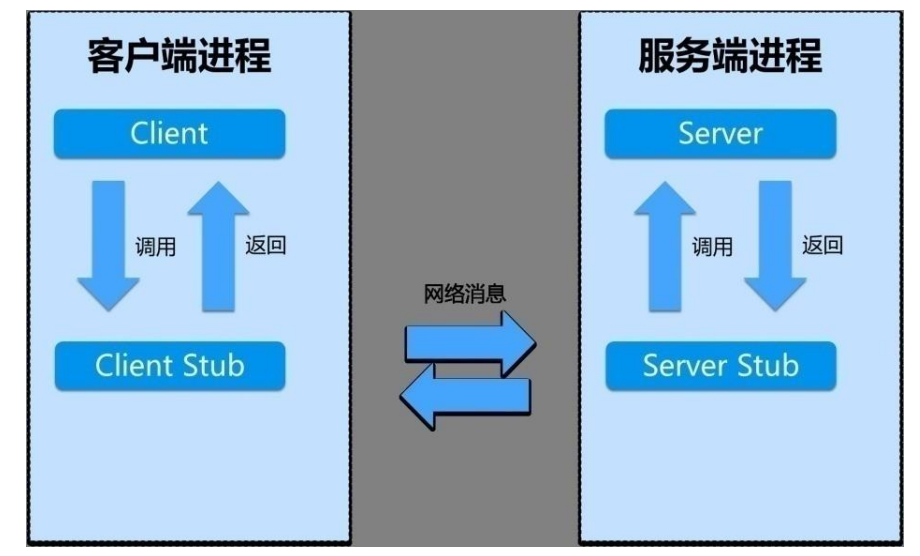 客户端进程
服务端进程
Client
Server
调用
返回
调用
返回
网络消息
Client Stub
Server Stub